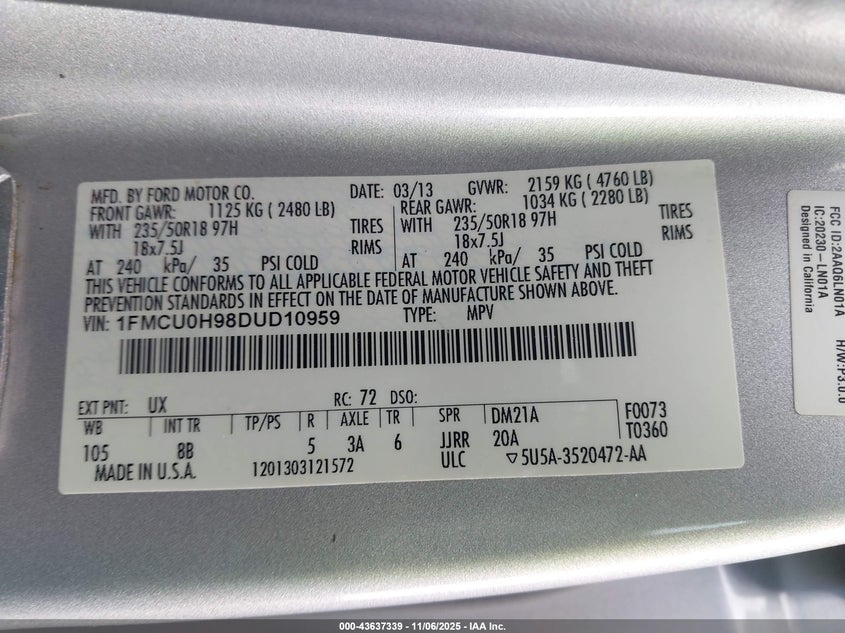 MFD. BY FORD MOTOR CO. DATE: 03/13 GVWR: 2159 KG ( 4760 LB)
FRONT GAWR: 1125 KG ( 2480 LB) REAR GAWR: 1034 KG ( 2280 LB)
WITH 235/50R18 97H TIRES WITH 235/50R18 97H TIRES
18x7.5J RIMS 18x7.5J RIMS
AT 240 kPa/ 35 PSI COLD AT 240 kPa/ 35 PSI COLD
THIS VEHICLE CONFORMS TO ALL APPLICABLE FEDERAL MOTOR VEHICLE SAFETY AND THEFT
PREVENTION STANDARDS IN EFFECT ON THE DATE OF MANUFACTURE SHOWN ABOVE.
VIN: 1FMCU0H98DUD10959 TYPE: MPV
EXT PNT: UX RC: 72 DSO:
WB INT TR TP/PS R AXLE TR SPR DM21A F0073
105 8B 5 3A 6 JJRR 20A T0360
MADE IN U.S.A. 1201303121572 ULC ▽5U5A-3520472-AA
FCC ID:2AAQ6LN01A
IC:20230-LN01A
Designed in California
H/W:P3.0.0
000-43637339 - 11/06/2025 - IAA Inc.